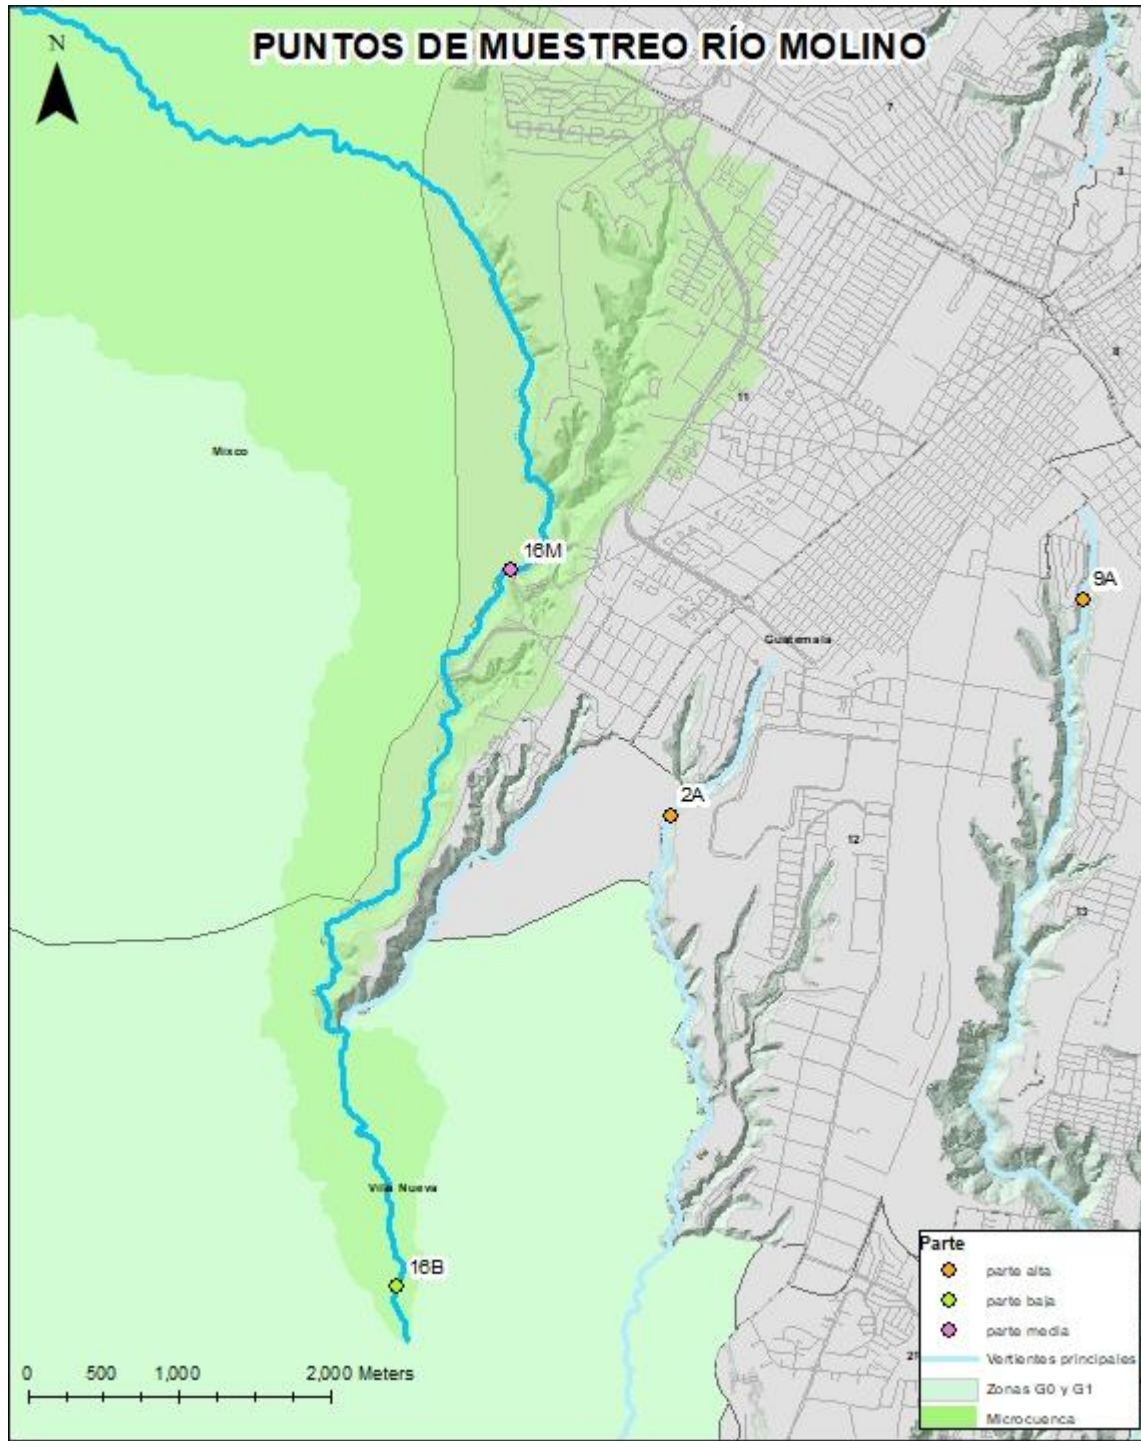 N
PUNTOS DE MUESTREO RÍO MOLINO
7
3
8
11
Mixco
16M
9A
Guatemala
2A
12
13
Villa Nueva
16B
21
Parte
parte alta
parte baja
parte media
Vertientes principales
Zonas G0 y G1
Microcuenca
0 500 1,000 2,000 Meters